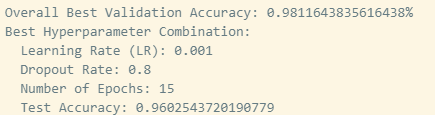 Overall Best Validation Accuracy: 0.9811643835616438%
Best Hyperparameter Combination:
Learning Rate (LR): 0.001
Dropout Rate: 0.8
Number of Epochs: 15
Test Accuracy: 0.9602543720190779